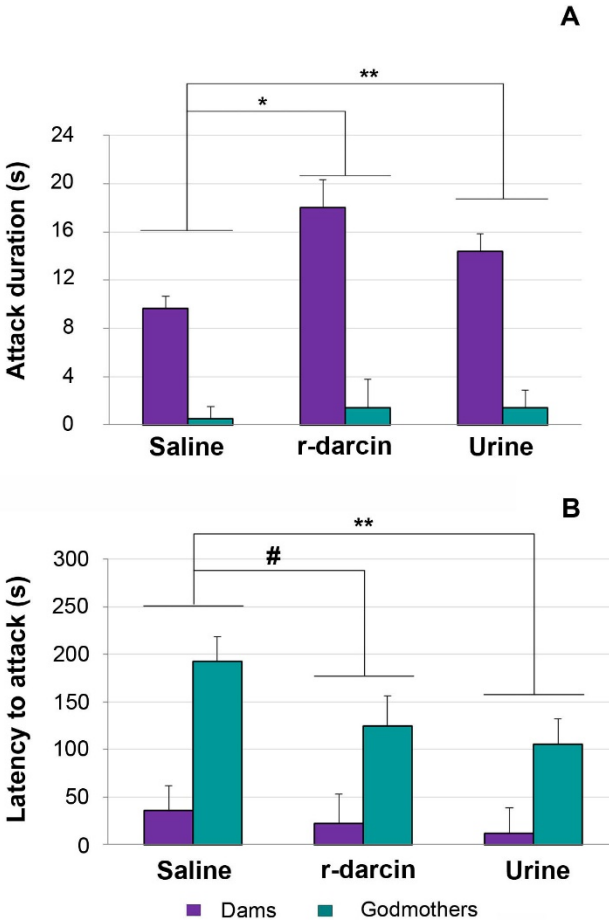 A
**
*
24
20
16
12
8
4
0
Attack duration (s)
Saline r-darcin Urine
B
**
#
300
250
200
150
100
50
0
Latency to attack (s)
Saline r-darcin Urine
Dams Godmothers